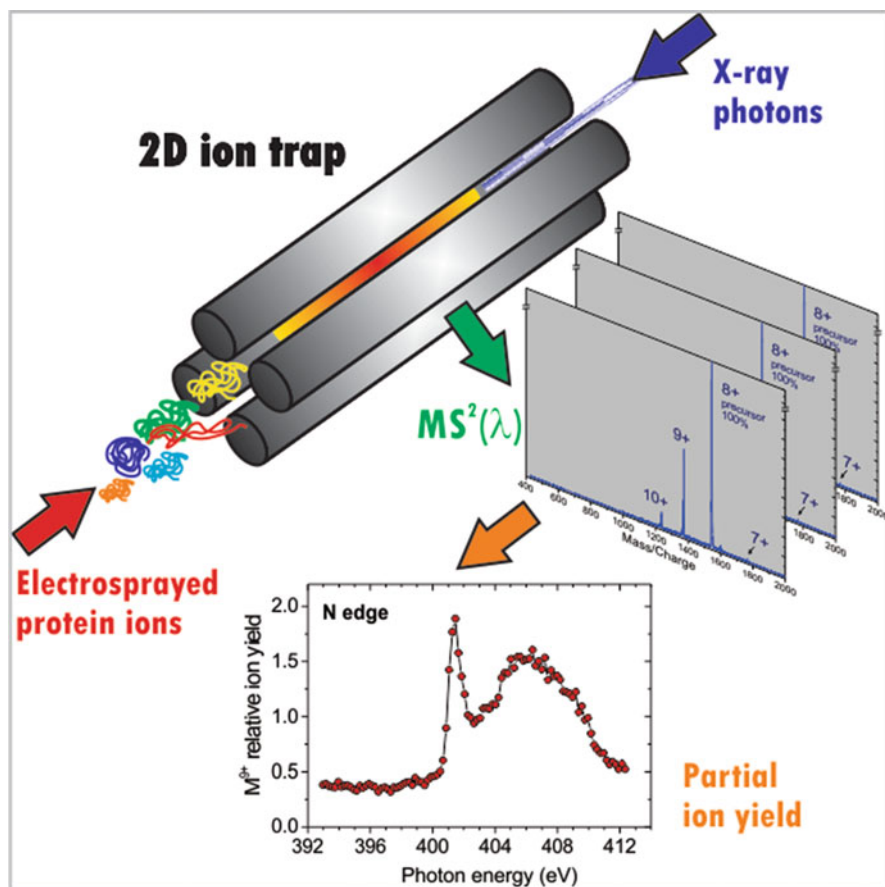 X-ray
photons
2D ion trap
MS²(λ)
8+
precursor
100%
7+
1800
2000
8+
precursor
100%
7+
1800
2000
8+
precursor
100%
9+
10+
7+
400
600
800
1000
1200
1400
1600
1800
2000
Mass/Charge
Electrosprayed
protein ions
N edge
M⁹⁺ relative ion yield
2.0
1.5
1.0
0.5
0.0
392
396
400
404
408
412
Photon energy (eV)
Partial
ion yield